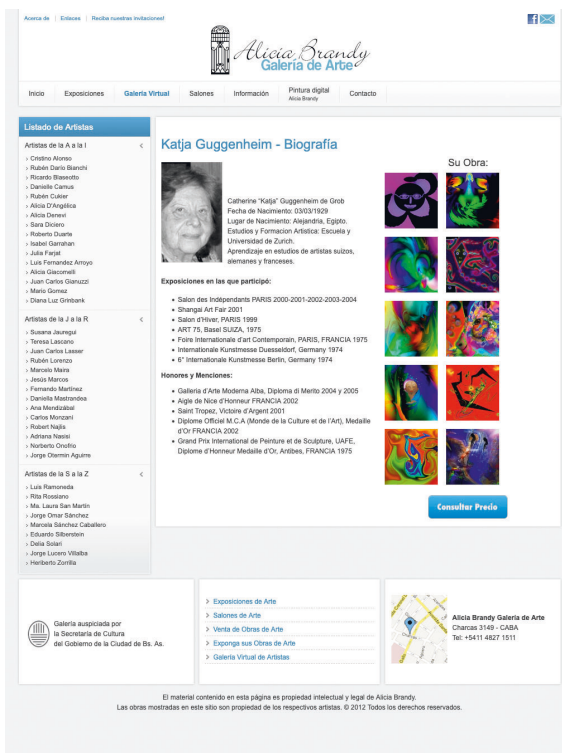 Acerca de | Enlaces | Reciba nuestras invitaciones!
Alicia Brandy
Galería de Arte
Inicio
Exposiciones
Galería Virtual
Salones
Información
Pintura digital
Alicia Brandy
Contacto
Listado de Artistas
Artistas de la A a la I
› Cristino Alonso
› Rubén Darío Bianchi
› Ricardo Blaseotto
› Danielle Camus
› Rubén Cukier
› Alicia D'Angélica
› Alicia Denevi
› Sara Diciero
› Roberto Duarte
› Isabel Garrahan
› Julia Farjat
› Luis Fernandez Arroyo
› Alicia Giacomelli
› Juan Carlos Gianuzzi
› Mario Gomez
› Diana Luz Grinbank
Artistas de la J a la R
› Susana Jauregui
› Teresa Lascano
› Juan Carlos Lasser
› Rubén Lorenzo
› Marcelo Maira
› Jesús Marcos
› Fernando Martínez
› Daniella Mastrandea
› Ana Mendizábal
› Carlos Monzani
› Robert Najlis
› Adriana Nasisi
› Norberto Onofrio
› Jorge Otermin Aguirre
Artistas de la S a la Z
› Luis Ramoneda
› Rita Rossiano
› Ma. Laura San Martin
› Jorge Omar Sánchez
› Marcela Sánchez Caballero
› Eduardo Silberstein
› Delia Solari
› Jorge Lucero Villalba
› Heriberto Zorrilla
Katja Guggenheim - Biografía
Catherine "Katja" Guggenheim de Grob
Fecha de Nacimiento: 03/03/1929
Lugar de Nacimiento: Alejandria, Egipto.
Estudios y Formacion Artistica: Escuela y
Universidad de Zurich.
Aprendizaje en estudios de artistas suizos,
alemanes y franceses.
Exposiciones en las que participó:
• Salon des Indépendants PARIS 2000-2001-2002-2003-2004
• Shangai Art Fair 2001
• Salon d'Hiver, PARIS 1999
• ART 75, Basel SUIZA, 1975
• Foire Internationale d'art Contemporain, PARIS, FRANCIA 1975
• Internationale Kunstmesse Duesseldorf, Germany 1974
• 6° Internationale Kunstmesse Berlin, Germany 1974
Honores y Menciones:
• Galleria d'Arte Moderna Alba, Diploma di Merito 2004 y 2005
• Aigle de Nice d'Honneur FRANCIA 2002
• Saint Tropez, Victoire d'Argent 2001
• Diplome Officiel M.C.A (Monde de la Culture et de l'Art), Medaille
d'Or FRANCIA 2002
• Grand Prix International de Peinture et de Sculpture, UAFE,
Diplome d'Honneur Medaille d'Or, Antibes, FRANCIA 1975
Su Obra:
Consultar Precio
Galería auspiciada por
la Secretaría de Cultura
del Gobierno de la Ciudad de Bs. As.
› Exposiciones de Arte
› Salones de Arte
› Venta de Obras de Arte
› Exponga sus Obras de Arte
› Galería Virtual de Artistas
Alicia Brandy Galería de Arte
Charcas 3149 - CABA
Tel: +5411 4827 1511
El material contenido en esta página es propiedad intelectual y legal de Alicia Brandy.
Las obras mostradas en este sitio son propiedad de los respectivos artistas. © 2012 Todos los derechos reservados.